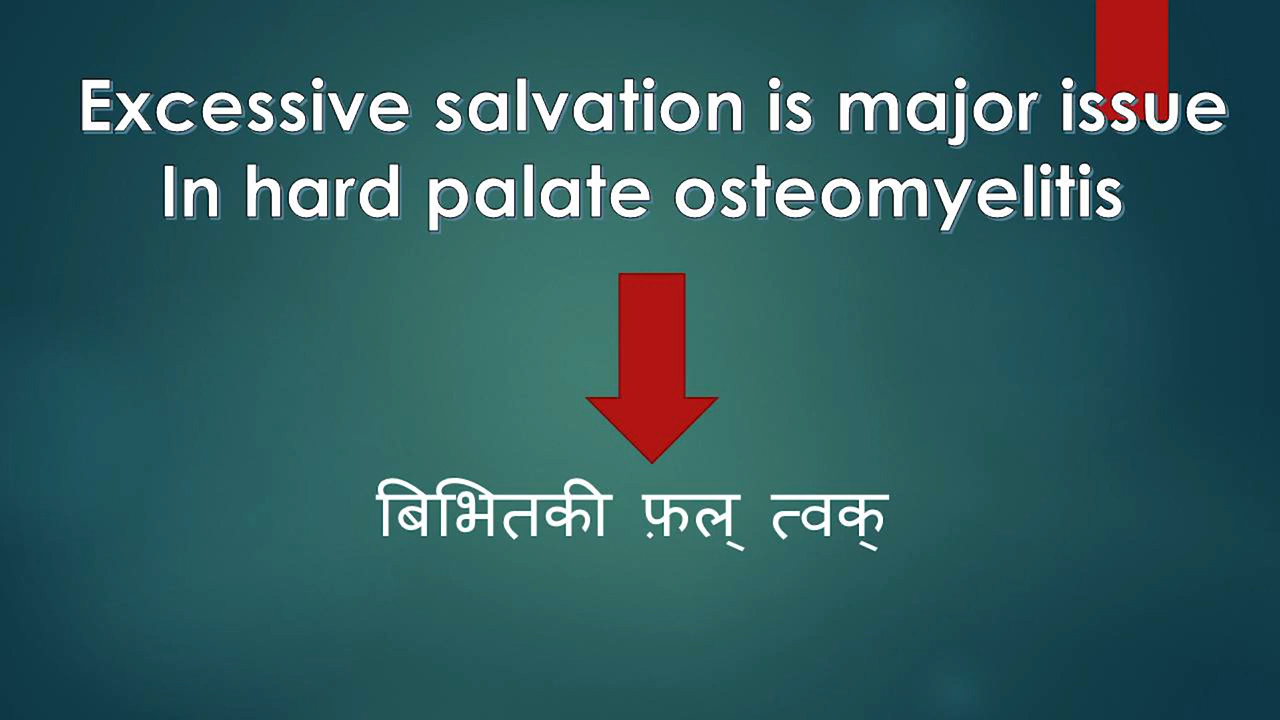 Excessive salvation is major issue
In hard palate osteomyelitis
बिभितकी फ़ल् त्वक्